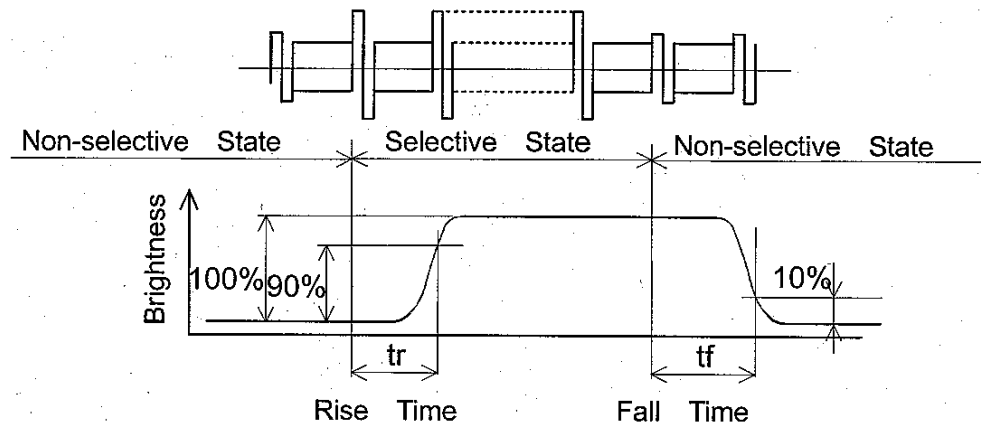 Non-selective State Selective State Non-selective State
Brightness
100% 90% 10%
tr tf
Rise Time Fall Time